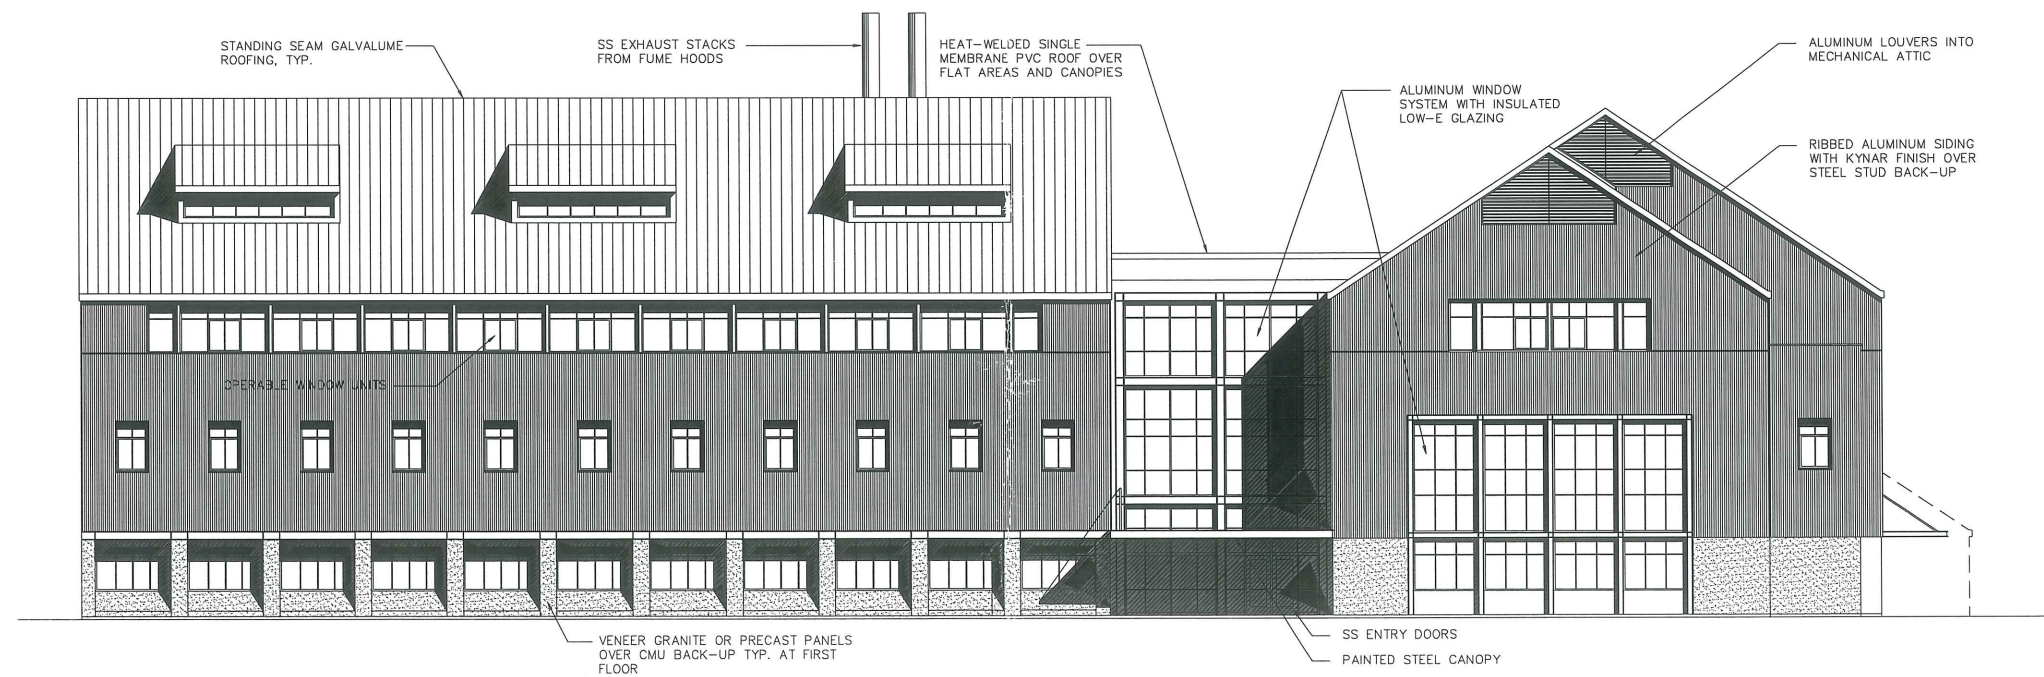 STANDING SEAM GALVALUME
ROOFING, TYP.
SS EXHAUST STACKS
FROM FUME HOODS
HEAT-WELDED SINGLE
MEMBRANE PVC ROOF OVER
FLAT AREAS AND CANOPIES
ALUMINUM WINDOW
SYSTEM WITH INSULATED
LOW-E GLAZING
ALUMINUM LOUVERS INTO
MECHANICAL ATTIC
RIBBED ALUMINUM SIDING
WITH KYNAR FINISH OVER
STEEL STUD BACK-UP
OPERABLE WINDOW UNITS
VENEER GRANITE OR PRECAST PANELS
OVER CMU BACK-UP TYP. AT FIRST
FLOOR
SS ENTRY DOORS
PAINTED STEEL CANOPY